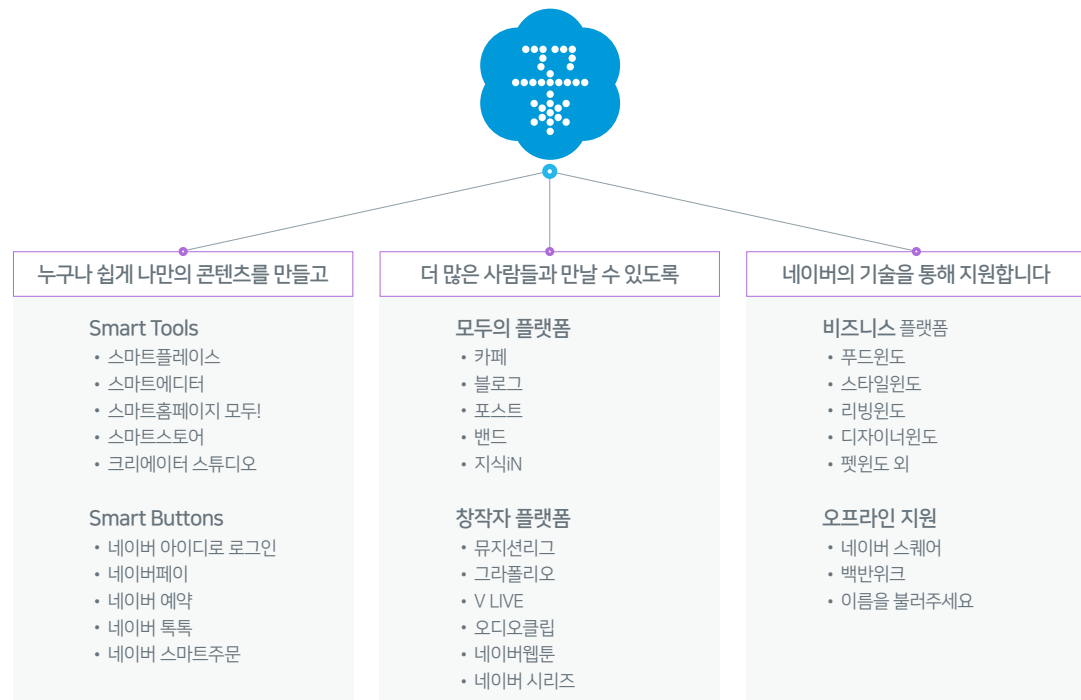 꽃
누구나 쉽게 나만의 콘텐츠를 만들고
Smart Tools
• 스마트플레이스
• 스마트에디터
• 스마트홈페이지 모두!
• 스마트스토어
• 크리에이터 스튜디오
Smart Buttons
• 네이버 아이디로 로그인
• 네이버페이
• 네이버 예약
• 네이버 톡톡
• 네이버 스마트주문
더 많은 사람들과 만날 수 있도록
모두의 플랫폼
• 카페
• 블로그
• 포스트
• 밴드
• 지식iN
창작자 플랫폼
• 뮤지션리그
• 그라폴리오
• V LIVE
• 오디오클립
• 네이버웹툰
• 네이버 시리즈
네이버의 기술을 통해 지원합니다
비즈니스 플랫폼
• 푸드윈도
• 스타일윈도
• 리빙윈도
• 디자이너윈도
• 펫윈도 외
오프라인 지원
• 네이버 스퀘어
• 백반위크
• 이름을 불러주세요